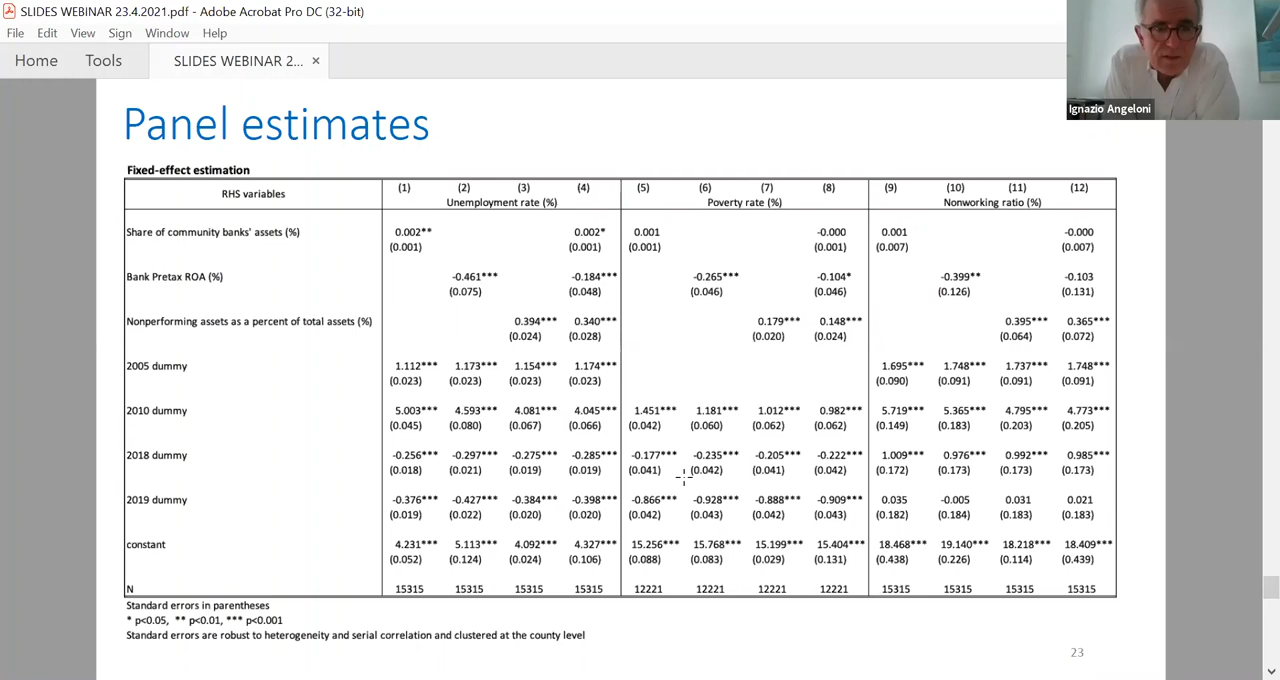 SLIDES WEBINAR 23.4.2021.pdf - Adobe Acrobat Pro DC (32-bit)
File Edit View Sign Window Help
Home Tools SLIDES WEBINAR 2... ×
Ignazio Angeloni
Panel estimates
Fixed-effect estimation
RHS variables (1) (2) (3) (4) (5) (6) (7) (8) (9) (10) (11) (12)
Unemployment rate (%) Poverty rate (%) Nonworking ratio (%)
Share of community banks' assets (%) 0.002** 0.002* 0.001 -0.000 0.001 -0.000
(0.001) (0.001) (0.001) (0.001) (0.007) (0.007)
Bank Pretax ROA (%) -0.461*** -0.184*** -0.265*** -0.104* -0.399** -0.103
(0.075) (0.048) (0.046) (0.046) (0.126) (0.131)
Nonperforming assets as a percent of total assets (%) 0.394*** 0.340*** 0.179*** 0.148*** 0.395*** 0.365***
(0.024) (0.028) (0.020) (0.024) (0.064) (0.072)
2005 dummy 1.112*** 1.173*** 1.154*** 1.174*** 1.695*** 1.748*** 1.737*** 1.748***
(0.023) (0.023) (0.023) (0.023) (0.090) (0.091) (0.091) (0.091)
2010 dummy 5.003*** 4.593*** 4.081*** 4.045*** 1.451*** 1.181*** 1.012*** 0.982*** 5.719*** 5.365*** 4.795*** 4.773***
(0.045) (0.080) (0.067) (0.066) (0.042) (0.060) (0.062) (0.062) (0.149) (0.183) (0.203) (0.205)
2018 dummy -0.256*** -0.297*** -0.275*** -0.285*** -0.177*** -0.235*** -0.205*** -0.222*** 1.009*** 0.976*** 0.992*** 0.985***
(0.018) (0.021) (0.019) (0.019) (0.041) (0.042) (0.041) (0.042) (0.172) (0.173) (0.173) (0.173)
2019 dummy -0.376*** -0.427*** -0.384*** -0.398*** -0.866*** -0.928*** -0.888*** -0.909*** 0.035 -0.005 0.031 0.021
(0.019) (0.022) (0.020) (0.020) (0.042) (0.043) (0.042) (0.043) (0.182) (0.184) (0.183) (0.183)
constant 4.231*** 5.113*** 4.092*** 4.327*** 15.256*** 15.768*** 15.199*** 15.404*** 18.468*** 19.140*** 18.218*** 18.409***
(0.052) (0.124) (0.024) (0.106) (0.088) (0.083) (0.029) (0.131) (0.438) (0.226) (0.114) (0.439)
N 15315 15315 15315 15315 12221 12221 12221 12221 15315 15315 15315 15315
Standard errors in parentheses
* p<0.05, ** p<0.01, *** p<0.001
Standard errors are robust to heterogeneity and serial correlation and clustered at the county level
23